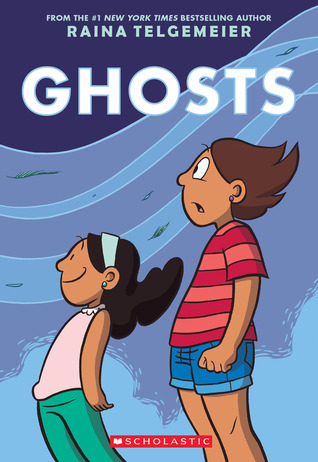 FROM THE #1 NEW YORK TIMES BESTSELLING AUTHOR
RAINA TELGEMEIER
GHOSTS
SCHOLASTIC